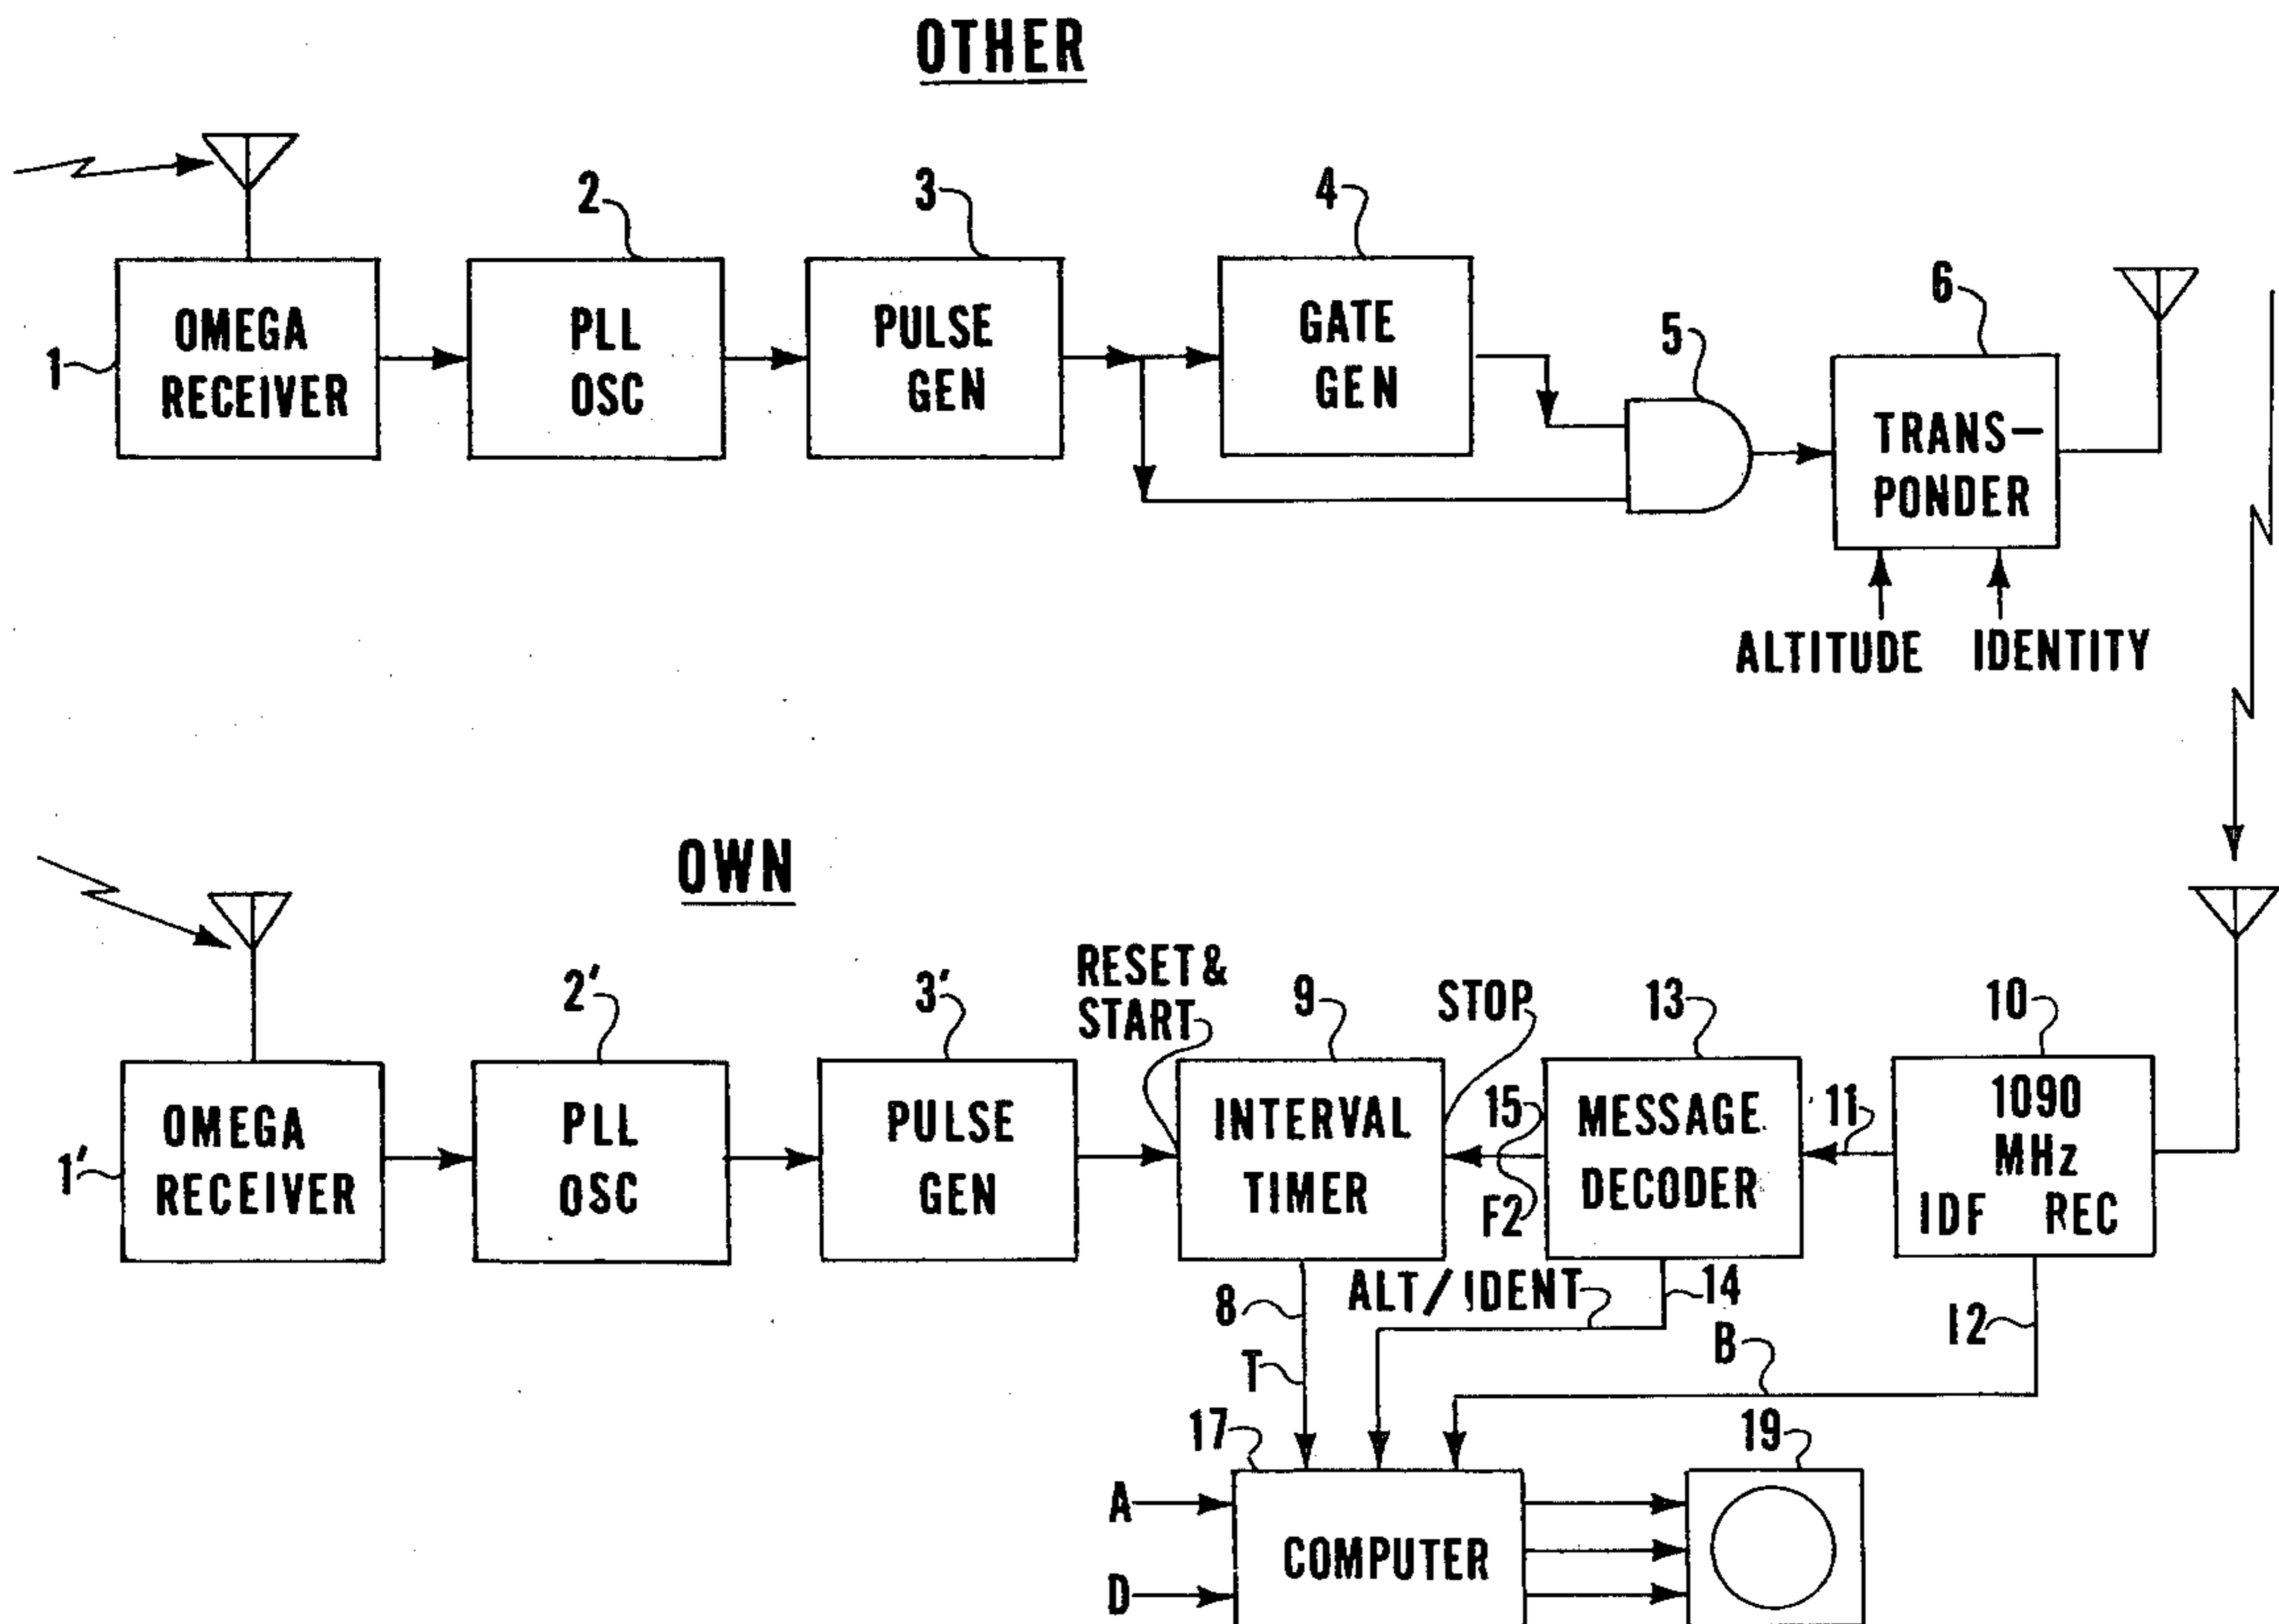 OTHER
2
3
4
6
5
1
OMEGA
RECEIVER
PLL
OSC
PULSE
GEN
GATE
GEN
TRANS-
PONDER
ALTITUDE IDENTITY
OWN
RESET&
START
2'
3'
9
STOP
13
10
1'
OMEGA
RECEIVER
PLL
OSC
PULSE
GEN
INTERVAL
TIMER
15
F2
MESSAGE
DECODER
11
1090
MHz
IDF REC
8
ALT/IDENT
14
12
T
B
17
19
A
D
COMPUTER